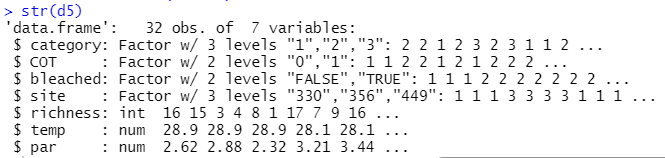 > str(d5)
'data.frame':   32 obs. of  7 variables:
 $ category: Factor w/ 3 levels "1","2","3": 2 2 1 2 3 2 3 1 1 2 ...
 $ COT     : Factor w/ 2 levels "0","1": 1 1 2 2 1 2 1 2 2 2 ...
 $ bleached: Factor w/ 2 levels "FALSE","TRUE": 1 1 1 2 2 2 2 2 2 2 ...
 $ site    : Factor w/ 3 levels "330","356","449": 1 1 1 3 3 3 3 1 1 1 ...
 $ richness: int  16 15 3 4 8 1 17 7 9 16 ...
 $ temp    : num  28.9 28.9 28.9 28.1 28.1 ...
 $ par     : num  2.62 2.88 2.32 3.21 3.44 ...